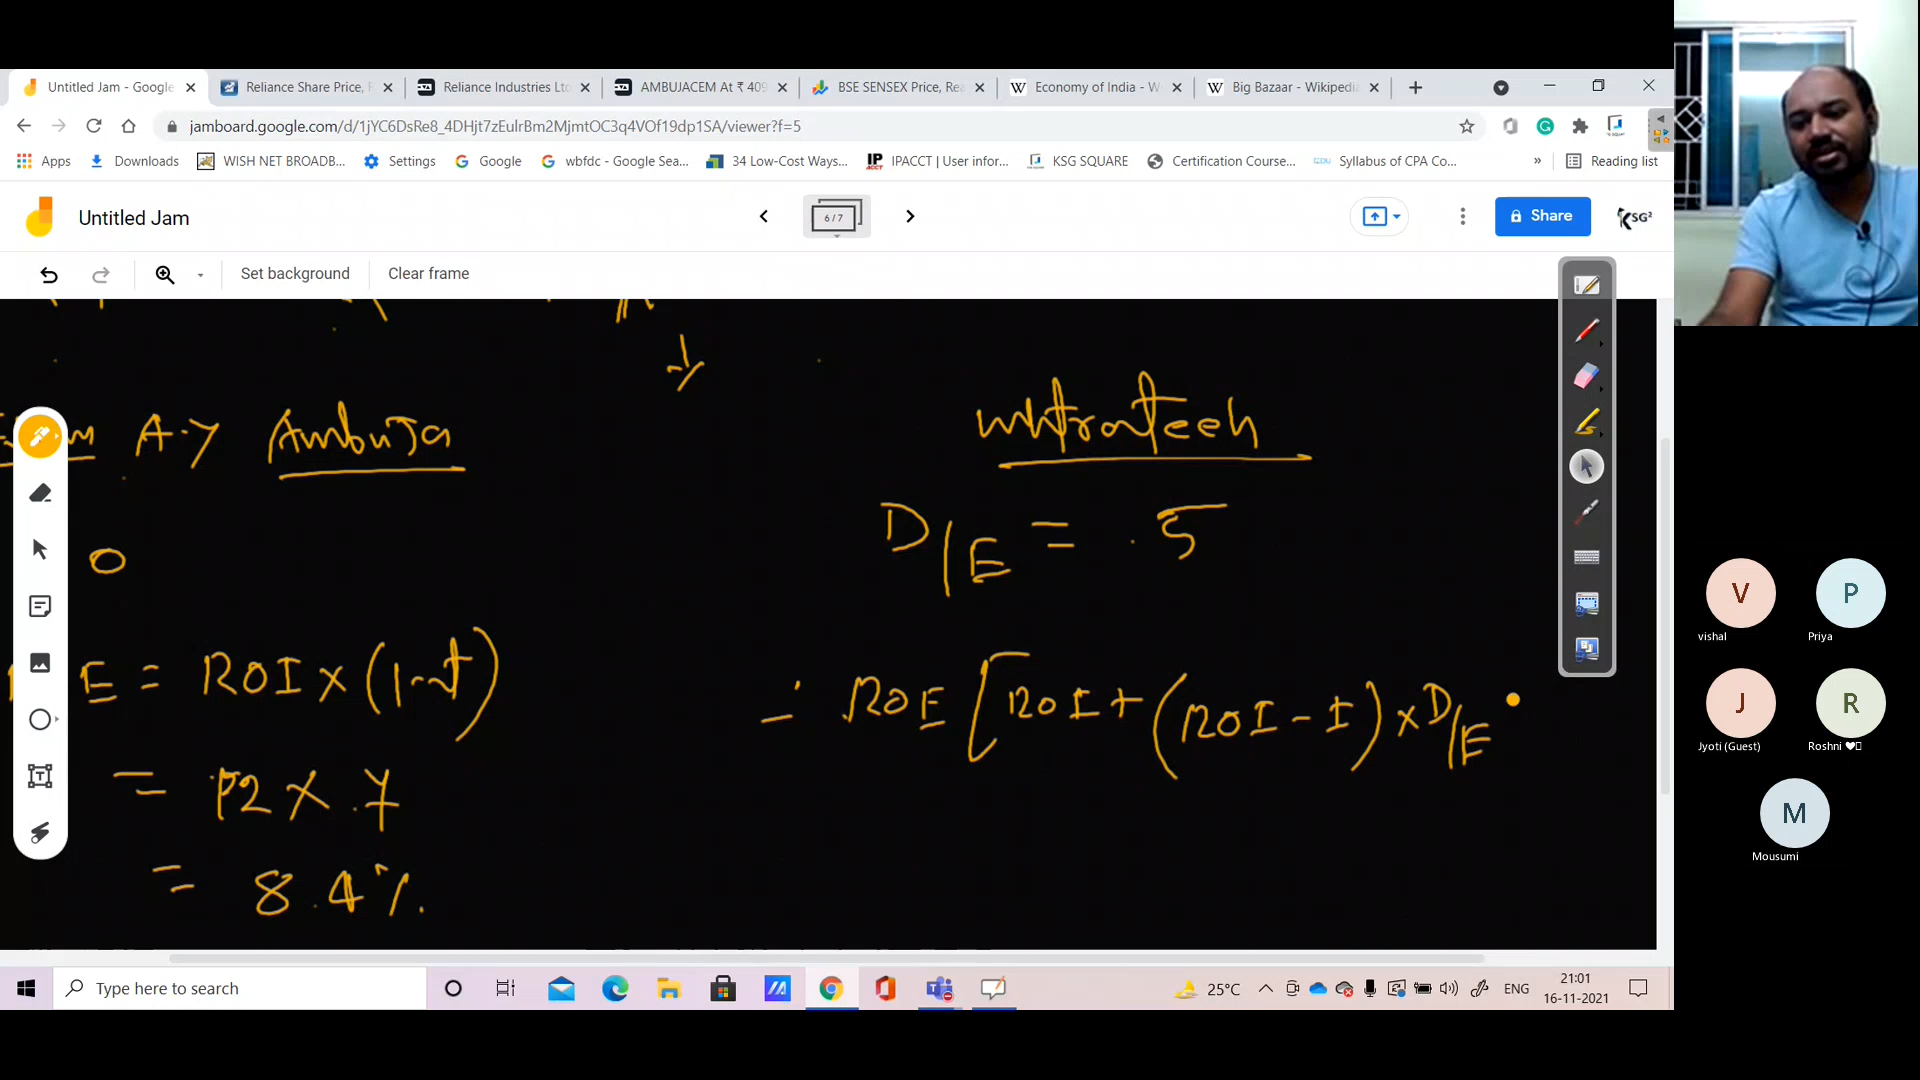 Untitled Jam - Google
Reliance Share Price, F
Reliance Industries Ltd
AMBUJACEM At ₹ 409
BSE SENSEX Price, Rea
Economy of India - W
Big Bazaar - Wikipedia
jamboard.google.com/d/1jYC6DsRe8_4DHjt7zEulrBm2MjmtOC3q4VOf19dp1SA/viewer?f=5
Apps
Downloads
WISH NET BROADB...
Settings
Google
wbfdc - Google Sea...
34 Low-Cost Ways...
IPACCT | User infor...
KSG SQUARE
Certification Course...
Syllabus of CPA Co...
»
Reading list
Untitled Jam
6 / 7
Share
KSG²
Set background
Clear frame
A.Y Ambuja
0
E = ROI x (1-t)
= 12 x .7
= 8.4%.
ultratech
D/E = .5
ROE [ROI + (ROI - I) x D/E
V
vishal
P
Priya
J
Jyoti (Guest)
R
Roshni ❤
M
Mousumi
Type here to search
25°C
ENG
21:01
16-11-2021